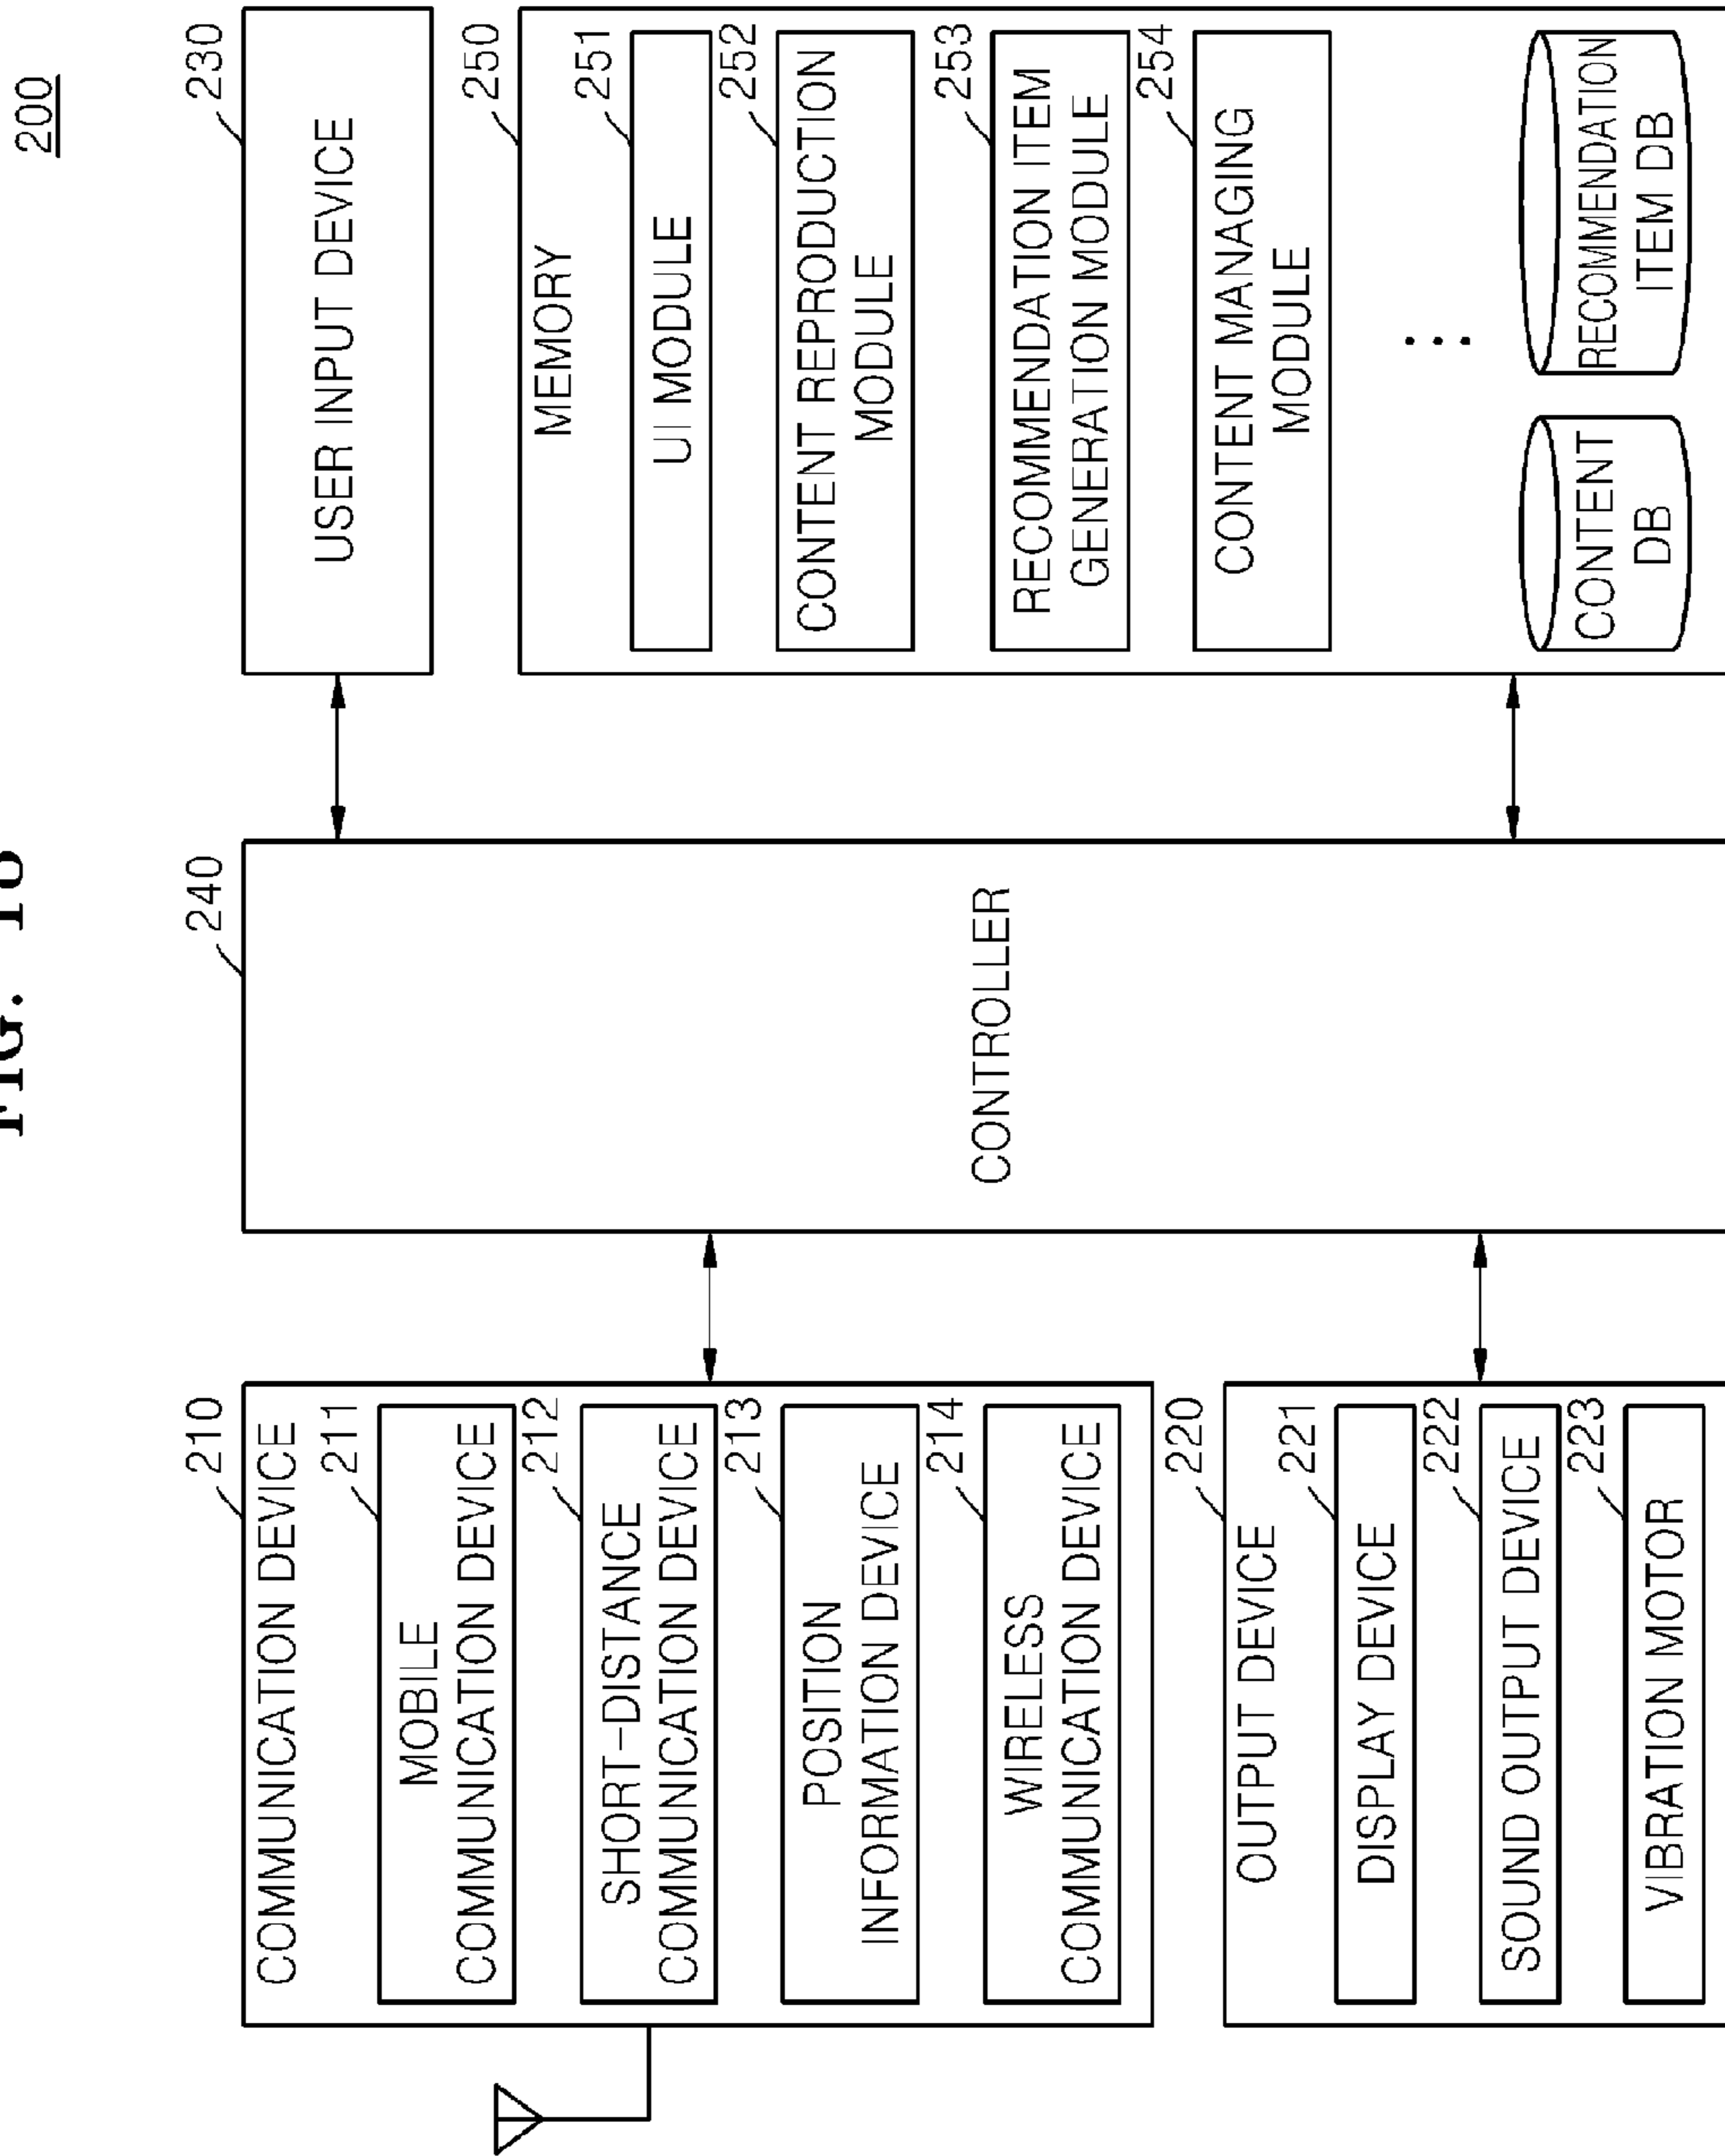 FIG.
200
210
COMMUNICATION DEVICE
211
MOBILE
COMMUNICATION DEVICE
212
SHORT-DISTANCE
COMMUNICATION DEVICE
213
POSITION
INFORMATION DEVICE
214
WIRELESS
COMMUNICATION DEVICE
220
OUTPUT DEVICE
221
DISPLAY DEVICE
222
SOUND OUTPUT DEVICE
223
VIBRATION MOTOR
240
CONTROLLER
230
USER INPUT DEVICE
250
MEMORY
251
UI MODULE
252
CONTENT REPRODUCTION
MODULE
253
RECOMMENDATION ITEM
GENERATION MODULE
254
CONTENT MANAGING
MODULE
...
CONTENT
DB
RECOMMENDATION
ITEM DB